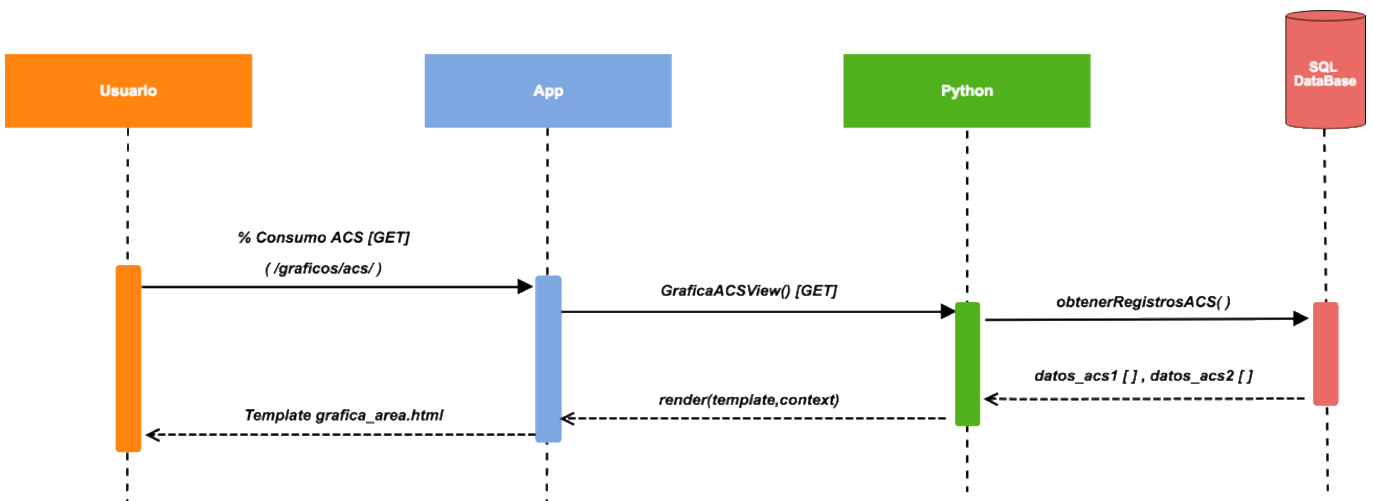 Usuario
App
Python
SQL
DataBase
% Consumo ACS [GET]
( /graficos/acs/ )
GraficaACSView() [GET]
obtenerRegistrosACS( )
datos_acs1 [ ] , datos_acs2 [ ]
render(template,context)
Template grafica_area.html